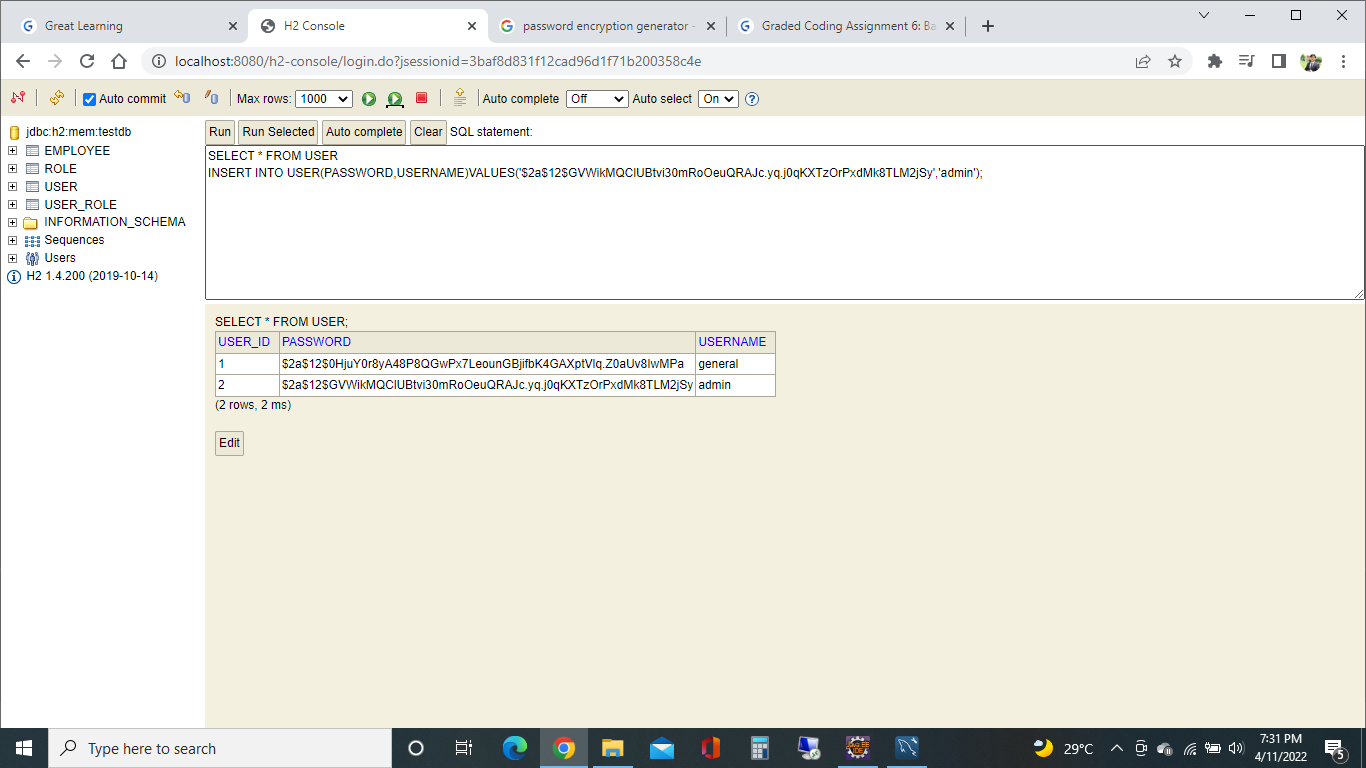 Great Learning
H2 Console
password encryption generator -
Graded Coding Assignment 6: Ba
localhost:8080/h2-console/login.do?jsessionid=3baf8d831f12cad96d1f71b200358c4e
Auto commit
Max rows: 1000
Auto complete Off
Auto select On
jdbc:h2:mem:testdb
EMPLOYEE
ROLE
USER
USER_ROLE
INFORMATION_SCHEMA
Sequences
Users
H2 1.4.200 (2019-10-14)
Run Run Selected Auto complete Clear SQL statement:
SELECT * FROM USER
INSERT INTO USER(PASSWORD,USERNAME)VALUES('$2a$12$GVWikMQCIUBtvi30mRoOeuQRAJc.yq.j0qKXTzOrPxdMk8TLM2jSy','admin');
SELECT * FROM USER;
USER_ID PASSWORD USERNAME
1 $2a$12$0HjuY0r8yA48P8QGwPx7LeounGBjifbK4GAXptVlq.Z0aUv8lwMPa general
2 $2a$12$GVWikMQCIUBtvi30mRoOeuQRAJc.yq.j0qKXTzOrPxdMk8TLM2jSy admin
(2 rows, 2 ms)
Edit
Type here to search
29°C
7:31 PM
4/11/2022
5